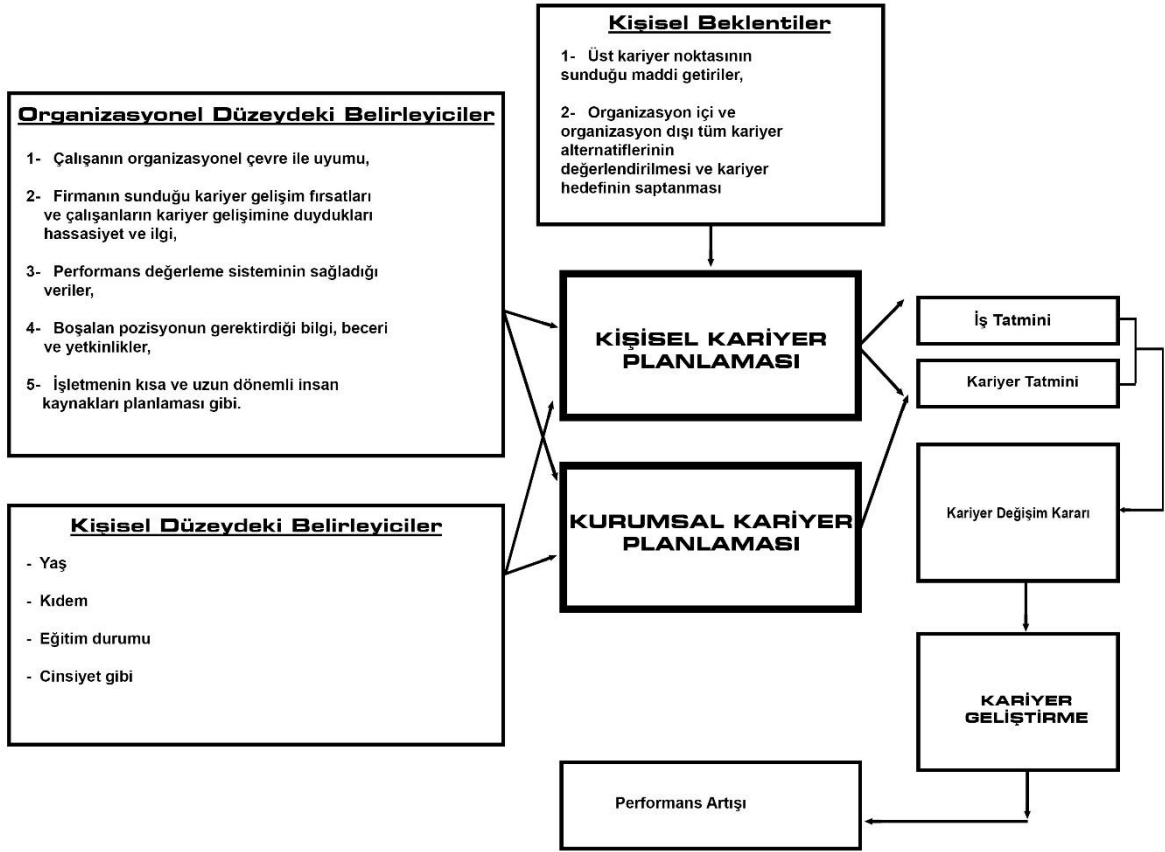 Kişisel Beklentiler
1- Üst kariyer noktasının
sunduğu maddi getiriler,
2- Organizasyon içi ve
organizasyon dışı tüm kariyer
alternatiflerinin
değerlendirilmesi ve kariyer
hedefinin saptanması
Organizasyonel Düzeydeki Belirleyiciler
1- Çalışanın organizasyonel çevre ile uyumu,
2- Firmanın sunduğu kariyer gelişim fırsatları
ve çalışanların kariyer gelişimine duydukları
hassasiyet ve ilgi,
3- Performans değerleme sisteminin sağladığı
veriler,
4- Boşalan pozisyonun gerektirdiği bilgi, beceri
ve yetkinlikler,
5- İşletmenin kısa ve uzun dönemli insan
kaynakları planlaması gibi.
Kişisel Düzeydeki Belirleyiciler
- Yaş
- Kıdem
- Eğitim durumu
- Cinsiyet gibi
KİŞİSEL KARİYER
PLANLAMASI
KURUMSAL KARİYER
PLANLAMASI
İş Tatmini
Kariyer Tatmini
Kariyer Değişim Kararı
KARİYER
GELİŞTİRME
Performans Artışı